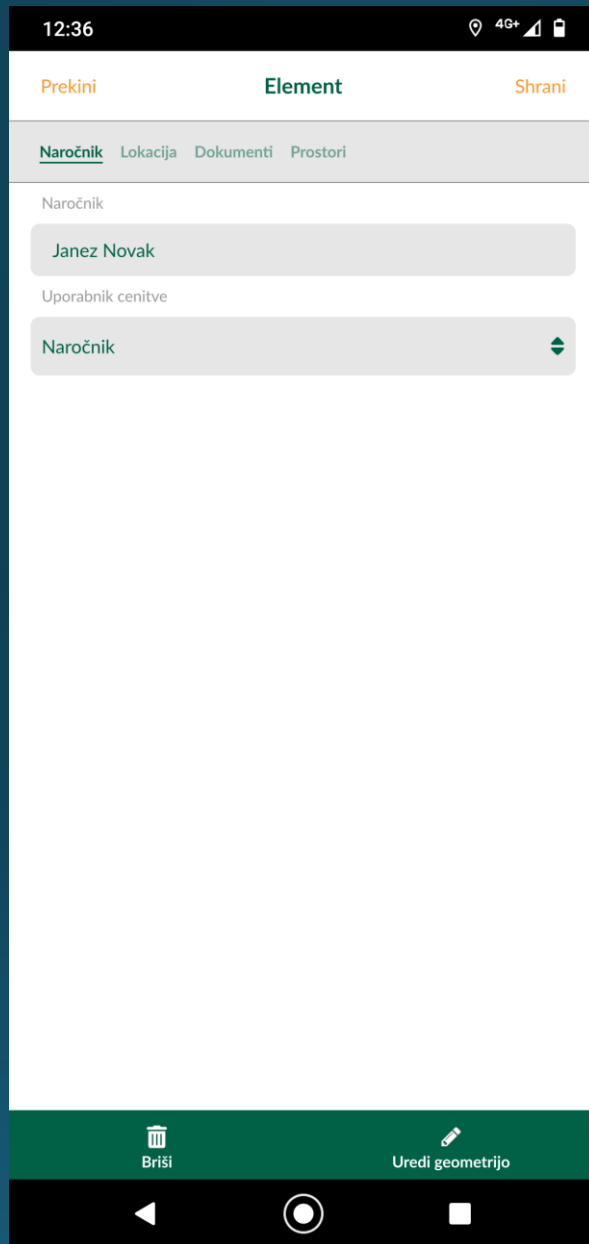 12:36 4G+
Prekini Element Shrani
Naročnik Lokacija Dokumenti Prostori
Naročnik
Janez Novak
Uporabnik cenitve
Naročnik
Briši Uredi geometrijo